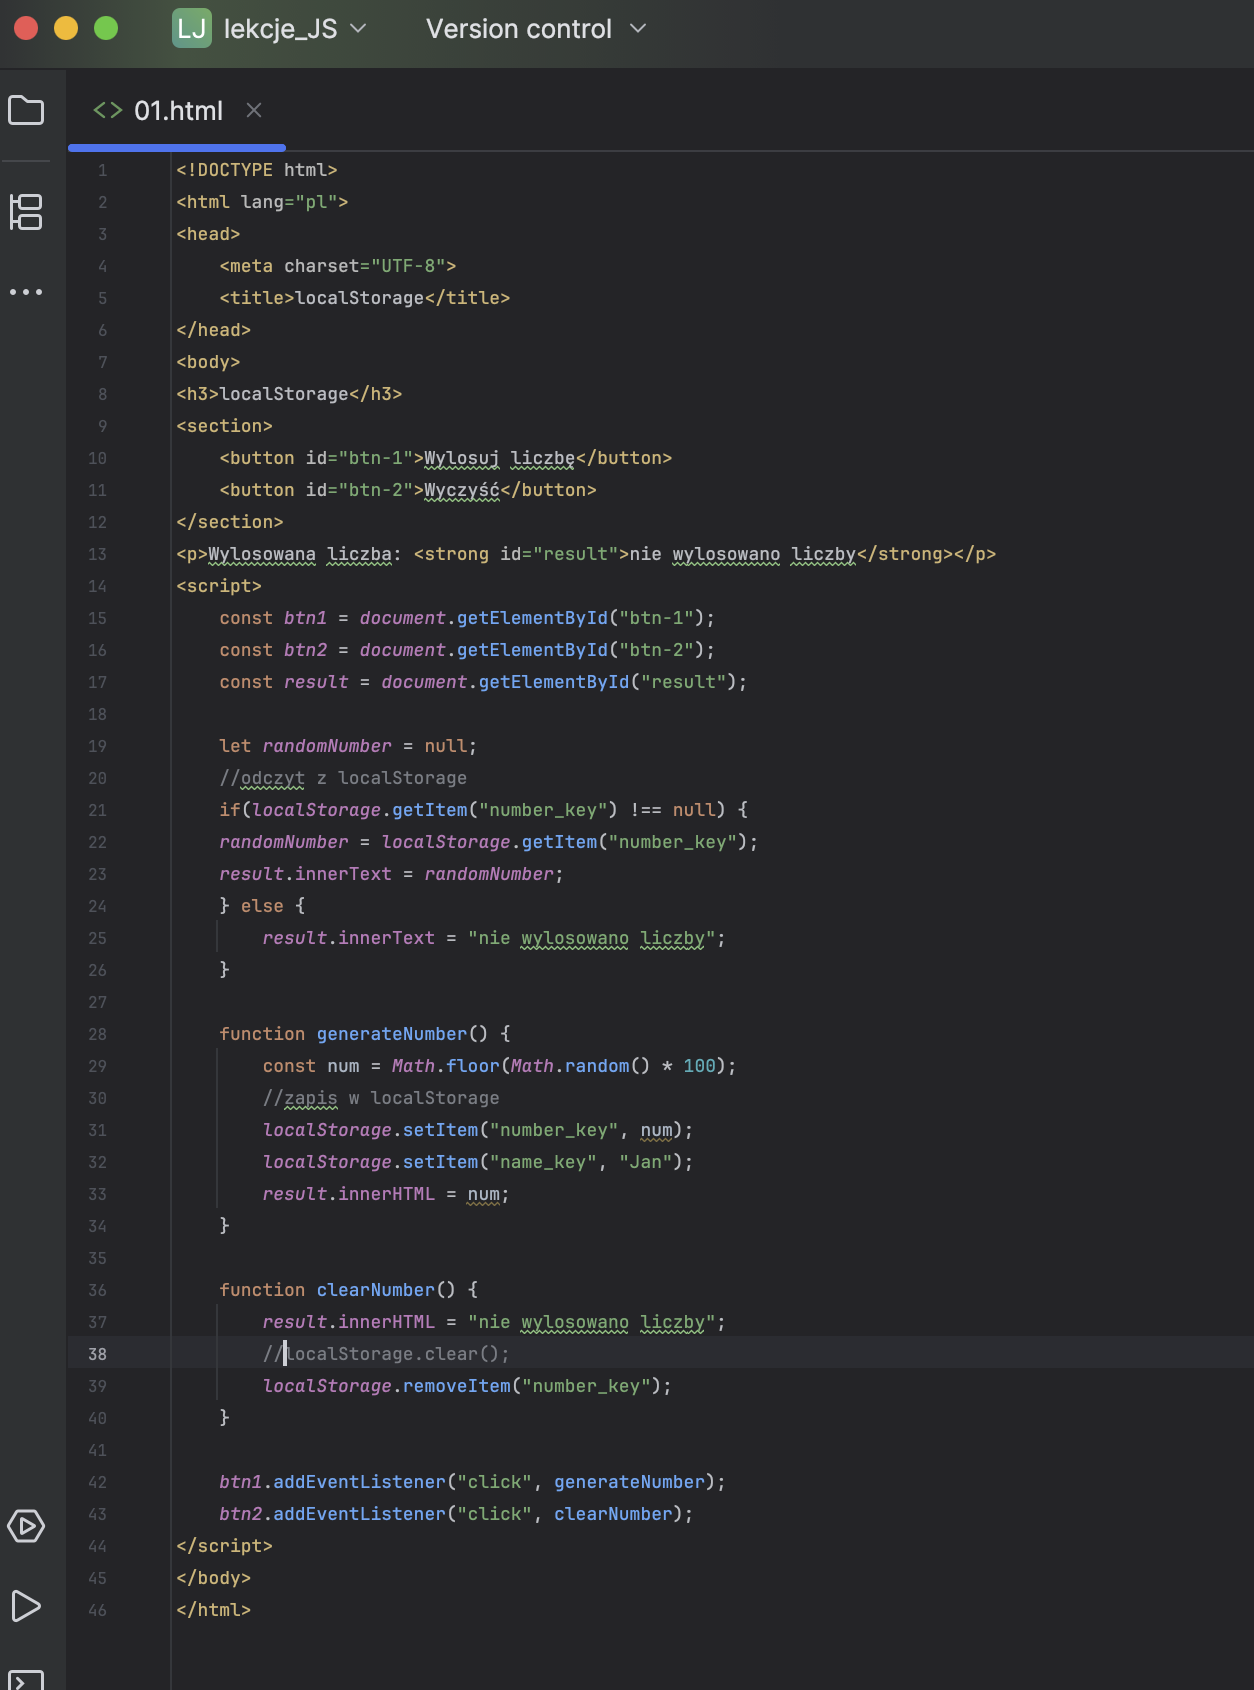 LJ lekcje_JS Version control
<> 01.html
1 <!DOCTYPE html>
2 <html lang="pl">
3 <head>
4     <meta charset="UTF-8">
5     <title>localStorage</title>
6 </head>
7 <body>
8 <h3>localStorage</h3>
9 <section>
10     <button id="btn-1">Wylosuj liczbę</button>
11     <button id="btn-2">Wyczyść</button>
12 </section>
13 <p>Wylosowana liczba: <strong id="result">nie wylosowano liczby</strong></p>
14 <script>
15     const btn1 = document.getElementById("btn-1");
16     const btn2 = document.getElementById("btn-2");
17     const result = document.getElementById("result");
18
19     let randomNumber = null;
20     //odczyt z localStorage
21     if(localStorage.getItem("number_key") !== null) {
22     randomNumber = localStorage.getItem("number_key");
23     result.innerText = randomNumber;
24     } else {
25         result.innerText = "nie wylosowano liczby";
26     }
27
28     function generateNumber() {
29         const num = Math.floor(Math.random() * 100);
30         //zapis w localStorage
31         localStorage.setItem("number_key", num);
32         localStorage.setItem("name_key", "Jan");
33         result.innerHTML = num;
34     }
35
36     function clearNumber() {
37         result.innerHTML = "nie wylosowano liczby";
38         //localStorage.clear();
39         localStorage.removeItem("number_key");
40     }
41
42     btn1.addEventListener("click", generateNumber);
43     btn2.addEventListener("click", clearNumber);
44 </script>
45 </body>
46 </html>